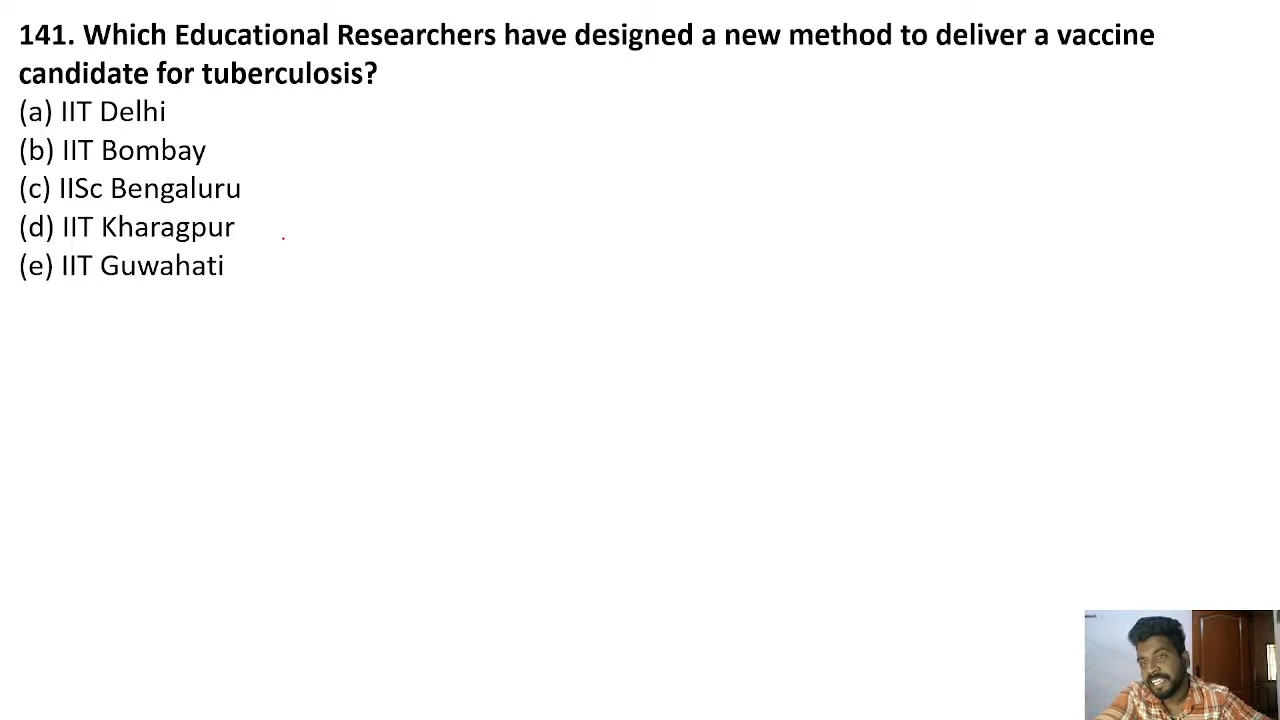 141. Which Educational Researchers have designed a new method to deliver a vaccine
candidate for tuberculosis?
(a) IIT Delhi
(b) IIT Bombay
(c) IISc Bengaluru
(d) IIT Kharagpur
(e) IIT Guwahati